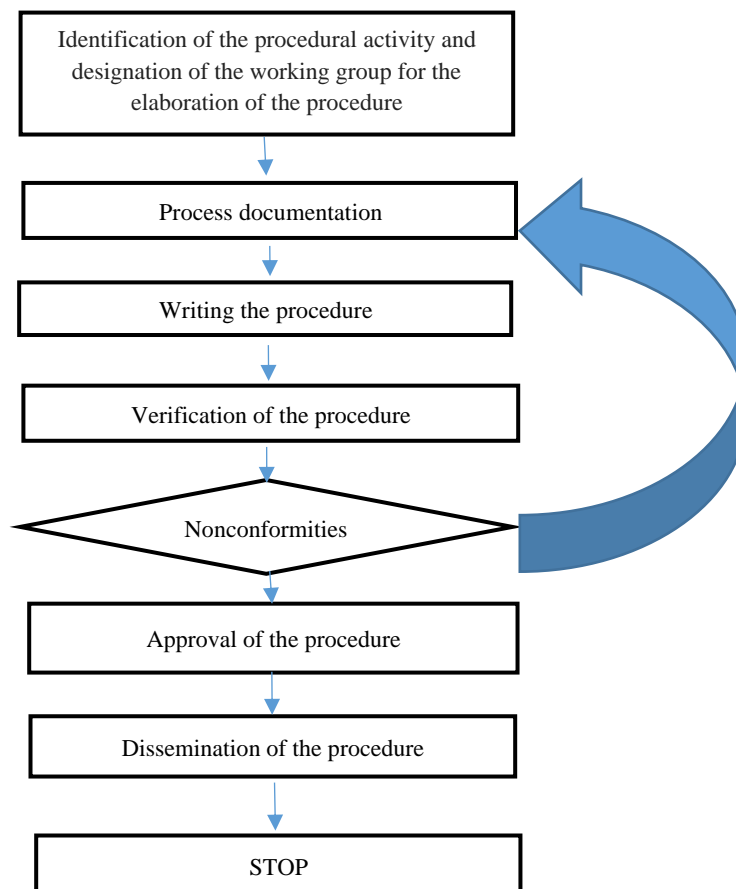 Identification of the procedural activity and
designation of the working group for the
elaboration of the procedure
Process documentation
Writing the procedure
Verification of the procedure
Nonconformities
Approval of the procedure
Dissemination of the procedure
STOP